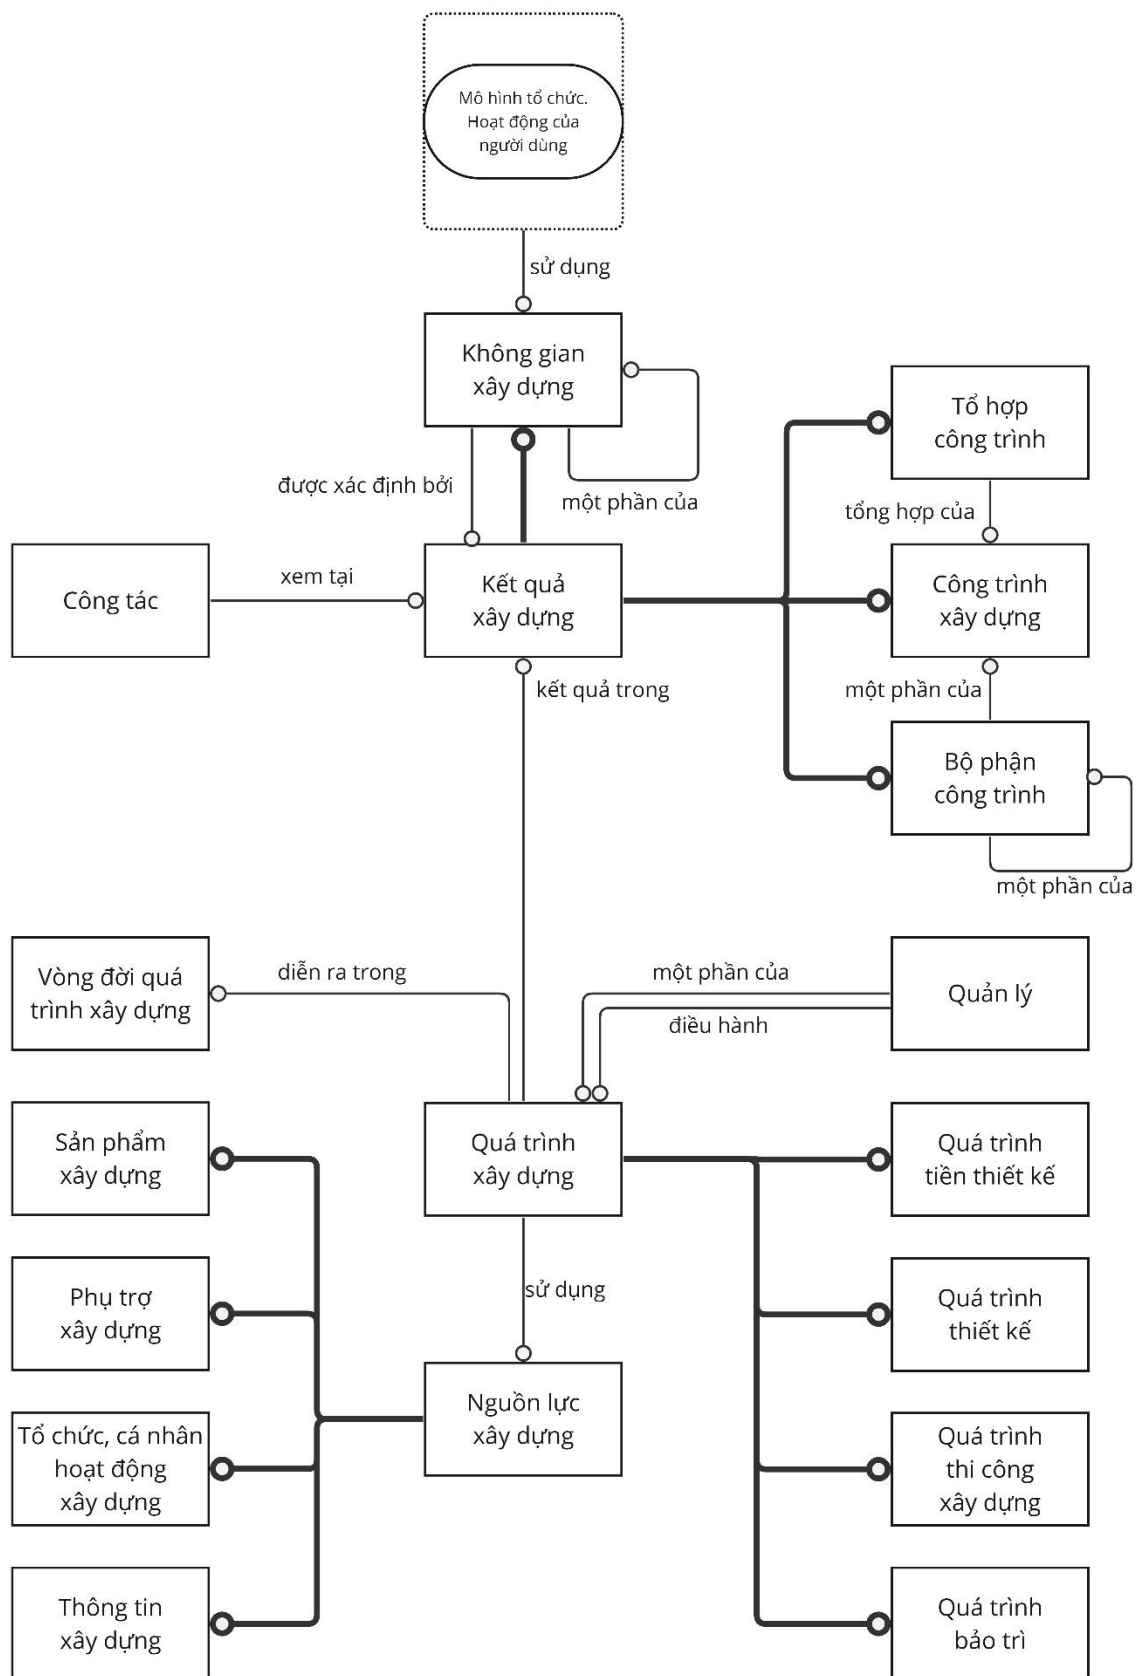 Mô hình tổ chức.
Hoạt động của
người dùng
sử dụng
Không gian
xây dựng
Tổ hợp
công trình
được xác định bởi
một phần của
tổng hợp của
Công tác
xem tại
Kết quả
xây dựng
Công trình
xây dựng
kết quả trong
một phần của
Bộ phận
công trình
một phần của
Vòng đời quá
trình xây dựng
diễn ra trong
một phần của
điều hành
Quản lý
Sản phẩm
xây dựng
Quá trình
xây dựng
Quá trình
tiền thiết kế
Phụ trợ
xây dựng
sử dụng
Quá trình
thiết kế
Nguồn lực
xây dựng
Tổ chức, cá nhân
hoạt động
xây dựng
Quá trình
thi công
xây dựng
Thông tin
xây dựng
Quá trình
bảo trì